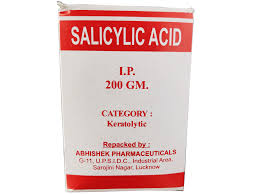 SALICYLIC ACID
I.P.
200 GM.
CATEGORY :
Keratolytic
Repacked by :
ABHISHEK PHARMACEUTICALS
G-11, U.P.S.I.D.C., Industrial Area,
Sarojini Nagar, Lucknow